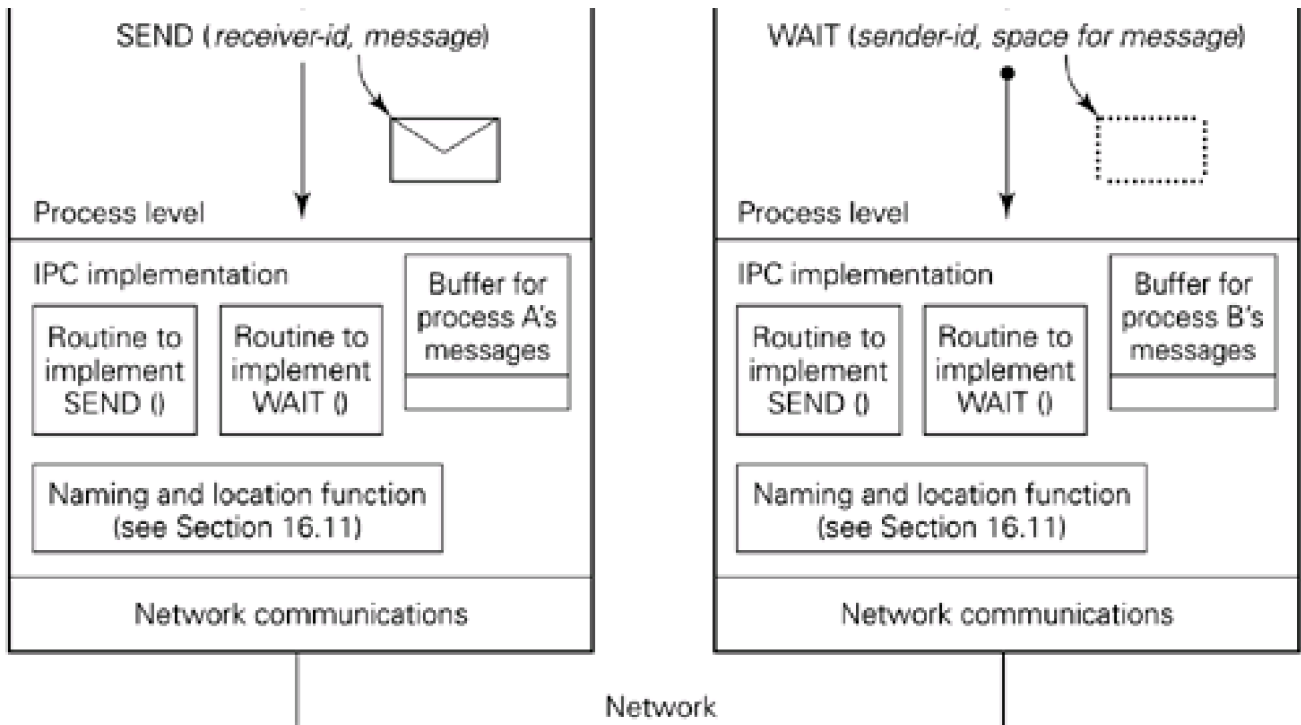 SEND (receiver-id, message)
Process level
IPC implementation
Routine to
implement
SEND ()
Routine to
implement
WAIT ()
Buffer for
process A's
messages
Naming and location function
(see Section 16.11)
Network communications
WAIT (sender-id, space for message)
Process level
IPC implementation
Routine to
implement
SEND ()
Routine to
implement
WAIT ()
Buffer for
process B's
messages
Naming and location function
(see Section 16.11)
Network communications
Network